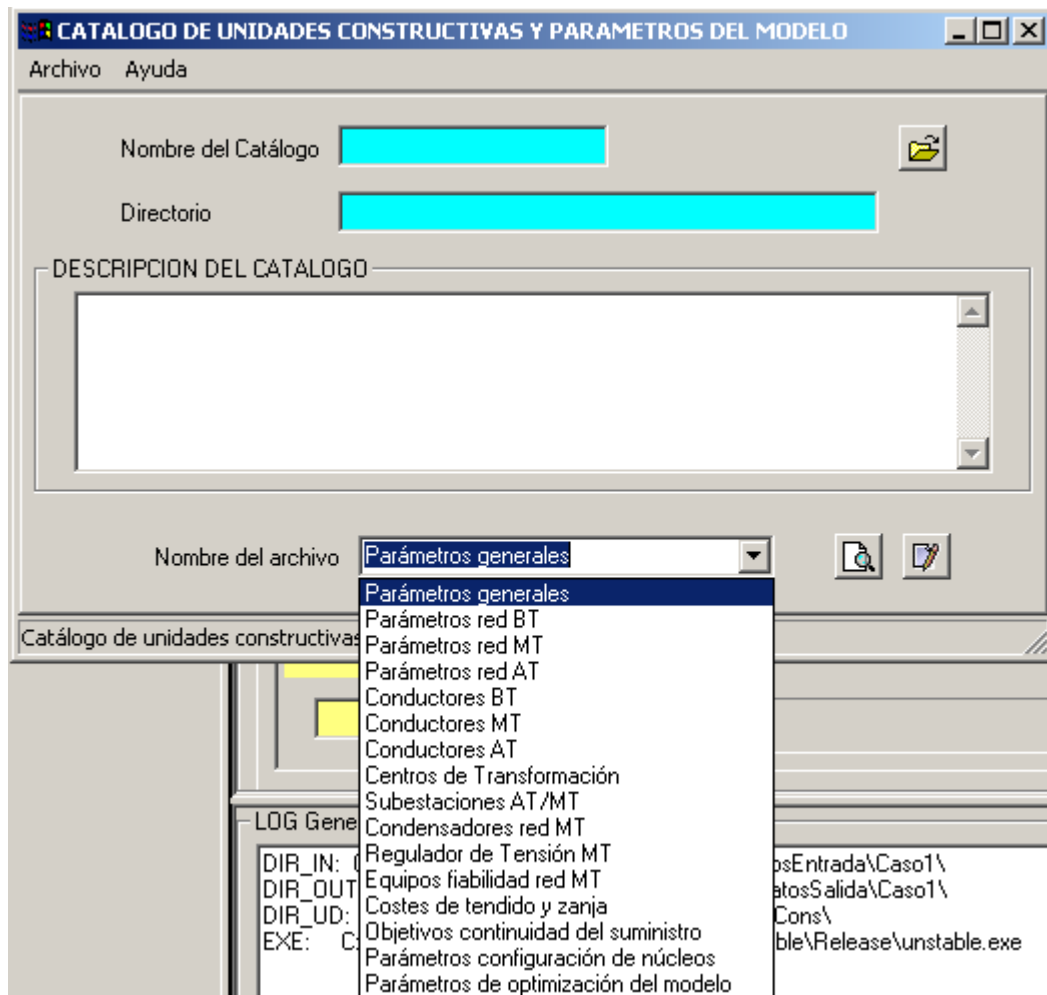 CATALOGO DE UNIDADES CONSTRUCTIVAS Y PARAMETROS DEL MODELO
Archivo Ayuda
Nombre del Catálogo
Directorio
DESCRIPCION DEL CATALOGO
Nombre del archivo Parámetros generales
Parámetros generales
Parámetros red BT
Parámetros red MT
Parámetros red AT
Conductores BT
Conductores MT
Conductores AT
Centros de Transformación
Subestaciones AT/MT
Condensadores red MT
Regulador de Tensión MT
Equipos fiabilidad red MT
Costes de tendido y zanja
Objetivos continuidad del suministro
Parámetros configuración de núcleos
Parámetros de optimización del modelo
Catálogo de unidades constructivas
LOG Gene
DIR_IN: osEntrada\Caso1\
DIR_OUT atosSalida\Caso1\
DIR_UD: Cons\
EXE: C: ble\Release\unstable.exe